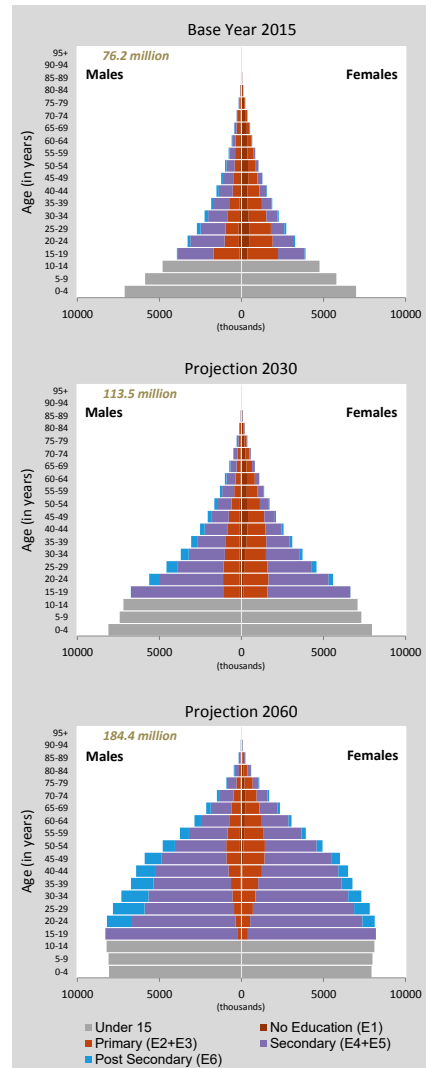 Base Year 2015
76.2 million
Males
Females
Age (in years)
95+
90-94
85-89
80-84
75-79
70-74
65-69
60-64
55-59
50-54
45-49
40-44
35-39
30-34
25-29
20-24
15-19
10-14
5-9
0-4
10000 5000 0 5000 10000
(thousands)
Projection 2030
113.5 million
Males
Females
Age (in years)
95+
90-94
85-89
80-84
75-79
70-74
65-69
60-64
55-59
50-54
45-49
40-44
35-39
30-34
25-29
20-24
15-19
10-14
5-9
0-4
10000 5000 0 5000 10000
(thousands)
Projection 2060
184.4 million
Males
Females
Age (in years)
95+
90-94
85-89
80-84
75-79
70-74
65-69
60-64
55-59
50-54
45-49
40-44
35-39
30-34
25-29
20-24
15-19
10-14
5-9
0-4
10000 5000 0 5000 10000
(thousands)
Under 15 No Education (E1)
Primary (E2+E3) Secondary (E4+E5)
Post Secondary (E6)